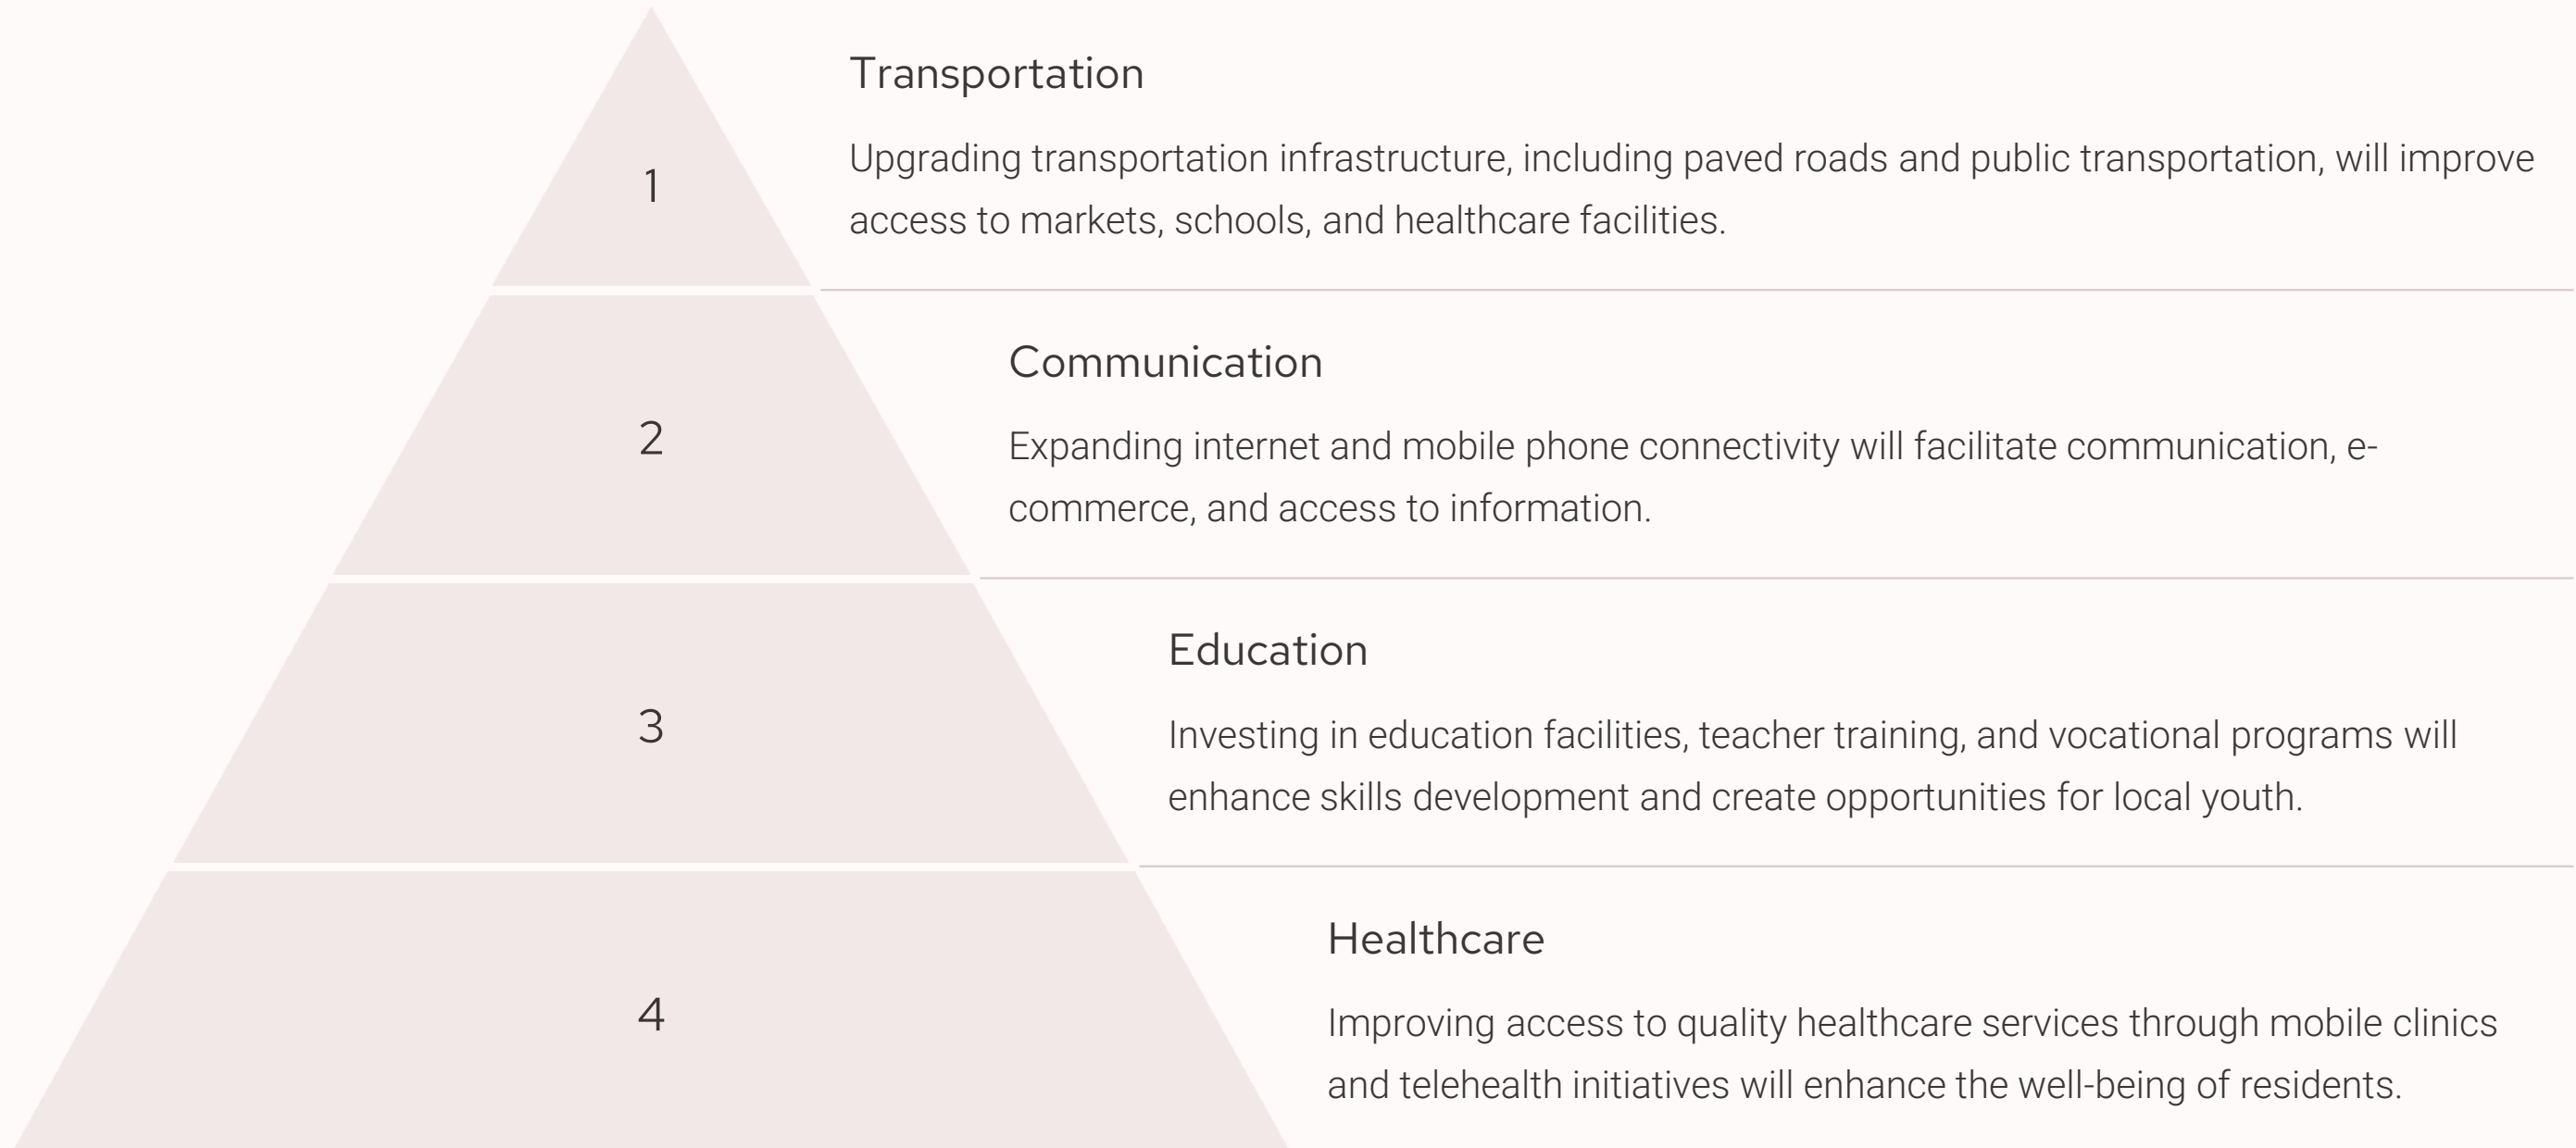 Transportation
1
Upgrading transportation infrastructure, including paved roads and public transportation, will improve
access to markets, schools, and healthcare facilities.
Communication
2
Expanding internet and mobile phone connectivity will facilitate communication, e-
commerce, and access to information.
Education
3
Investing in education facilities, teacher training, and vocational programs will
enhance skills development and create opportunities for local youth.
Healthcare
4
Improving access to quality healthcare services through mobile clinics
and telehealth initiatives will enhance the well-being of residents.